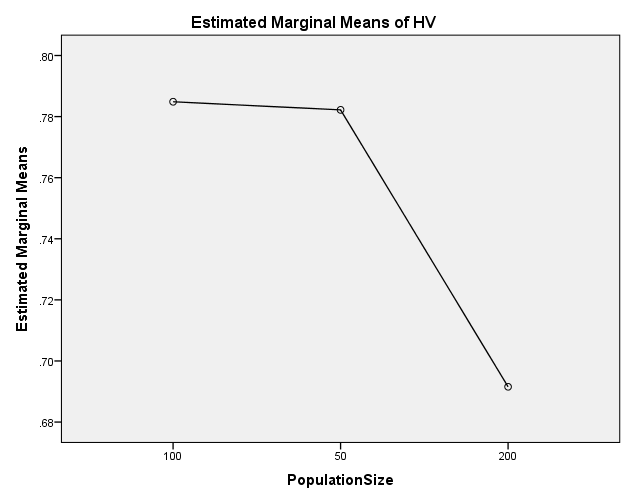 Estimated Marginal Means of HV
Estimated Marginal Means
.80
.78
.76
.74
.72
.70
.68
100 50 200
PopulationSize